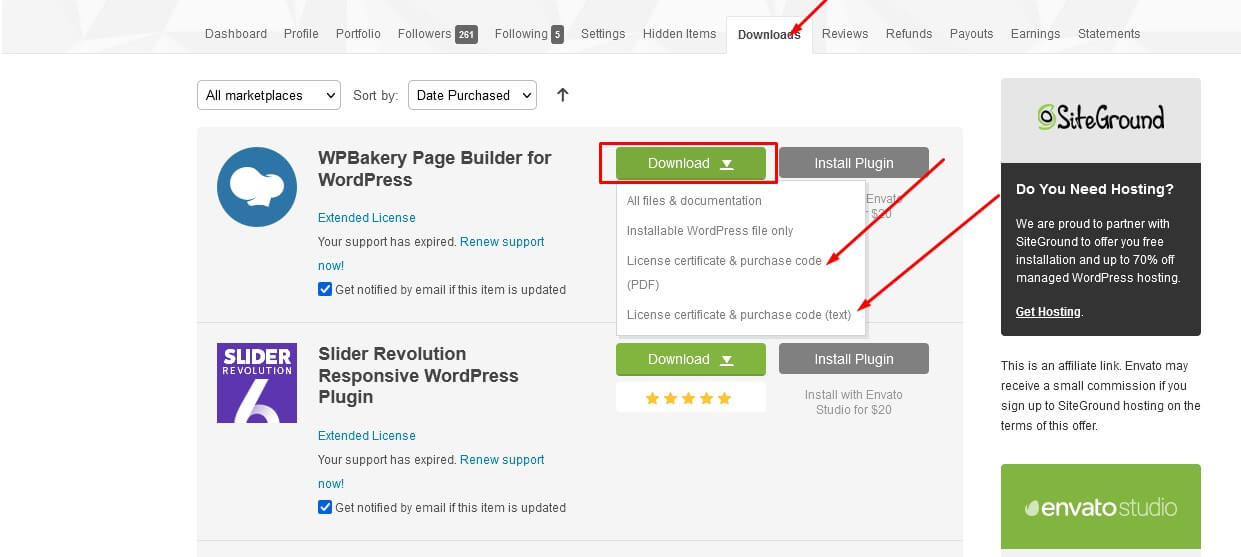 Dashboard Profile Portfolio Followers 261 Following 5 Settings Hidden Items Downloads Reviews Refunds Payouts Earnings Statements
All marketplaces Sort by: Date Purchased
WPBakery Page Builder for
WordPress
Extended License
Your support has expired. Renew support
now!
Get notified by email if this item is updated
Download
Install Plugin
Envato
for $20
All files & documentation
Installable WordPress file only
License certificate & purchase code
(PDF)
License certificate & purchase code (text)
SLIDER
REVOLUTION
6
Slider Revolution
Responsive WordPress
Plugin
Extended License
Your support has expired. Renew support
now!
Get notified by email if this item is updated
Download
Install Plugin
Install with Envato
Studio for $20
SiteGround
Do You Need Hosting?
We are proud to partner with
SiteGround to offer you free
installation and up to 70% off
managed WordPress hosting.
Get Hosting.
This is an affiliate link. Envato may
receive a small commission if you
sign up to SiteGround hosting on the
terms of this offer.
envato studio